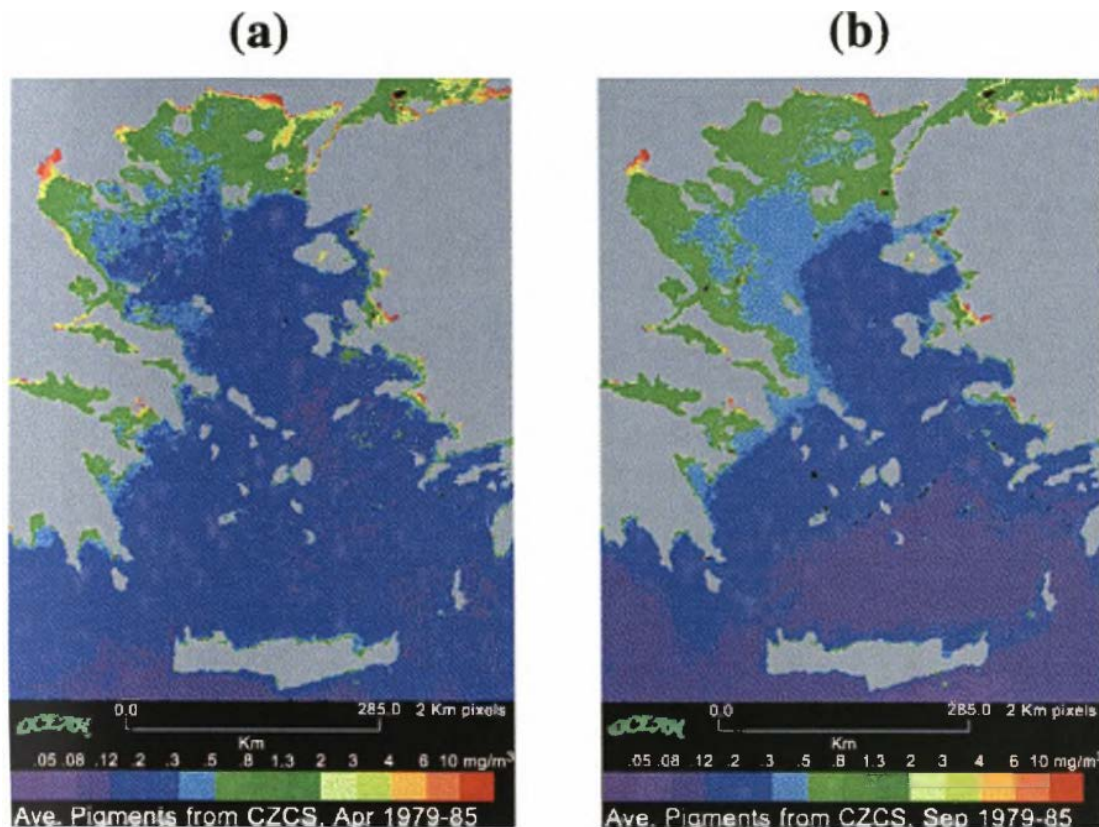 (a)
(b)
0.0 285.0 2 Km pixels
Km
.05 .08 .12 .2 .3 .5 .8 1.3 2 3 4 6 10 mg/m³
Ave. Pigments from CZCS, Apr 1979-85
0.0 285.0 2 Km pixels
Km
.05 .08 .12 .2 .3 .5 .8 1.3 2 3 4 6 10 mg/m³
Ave. Pigments from CZCS, Sep 1979-85